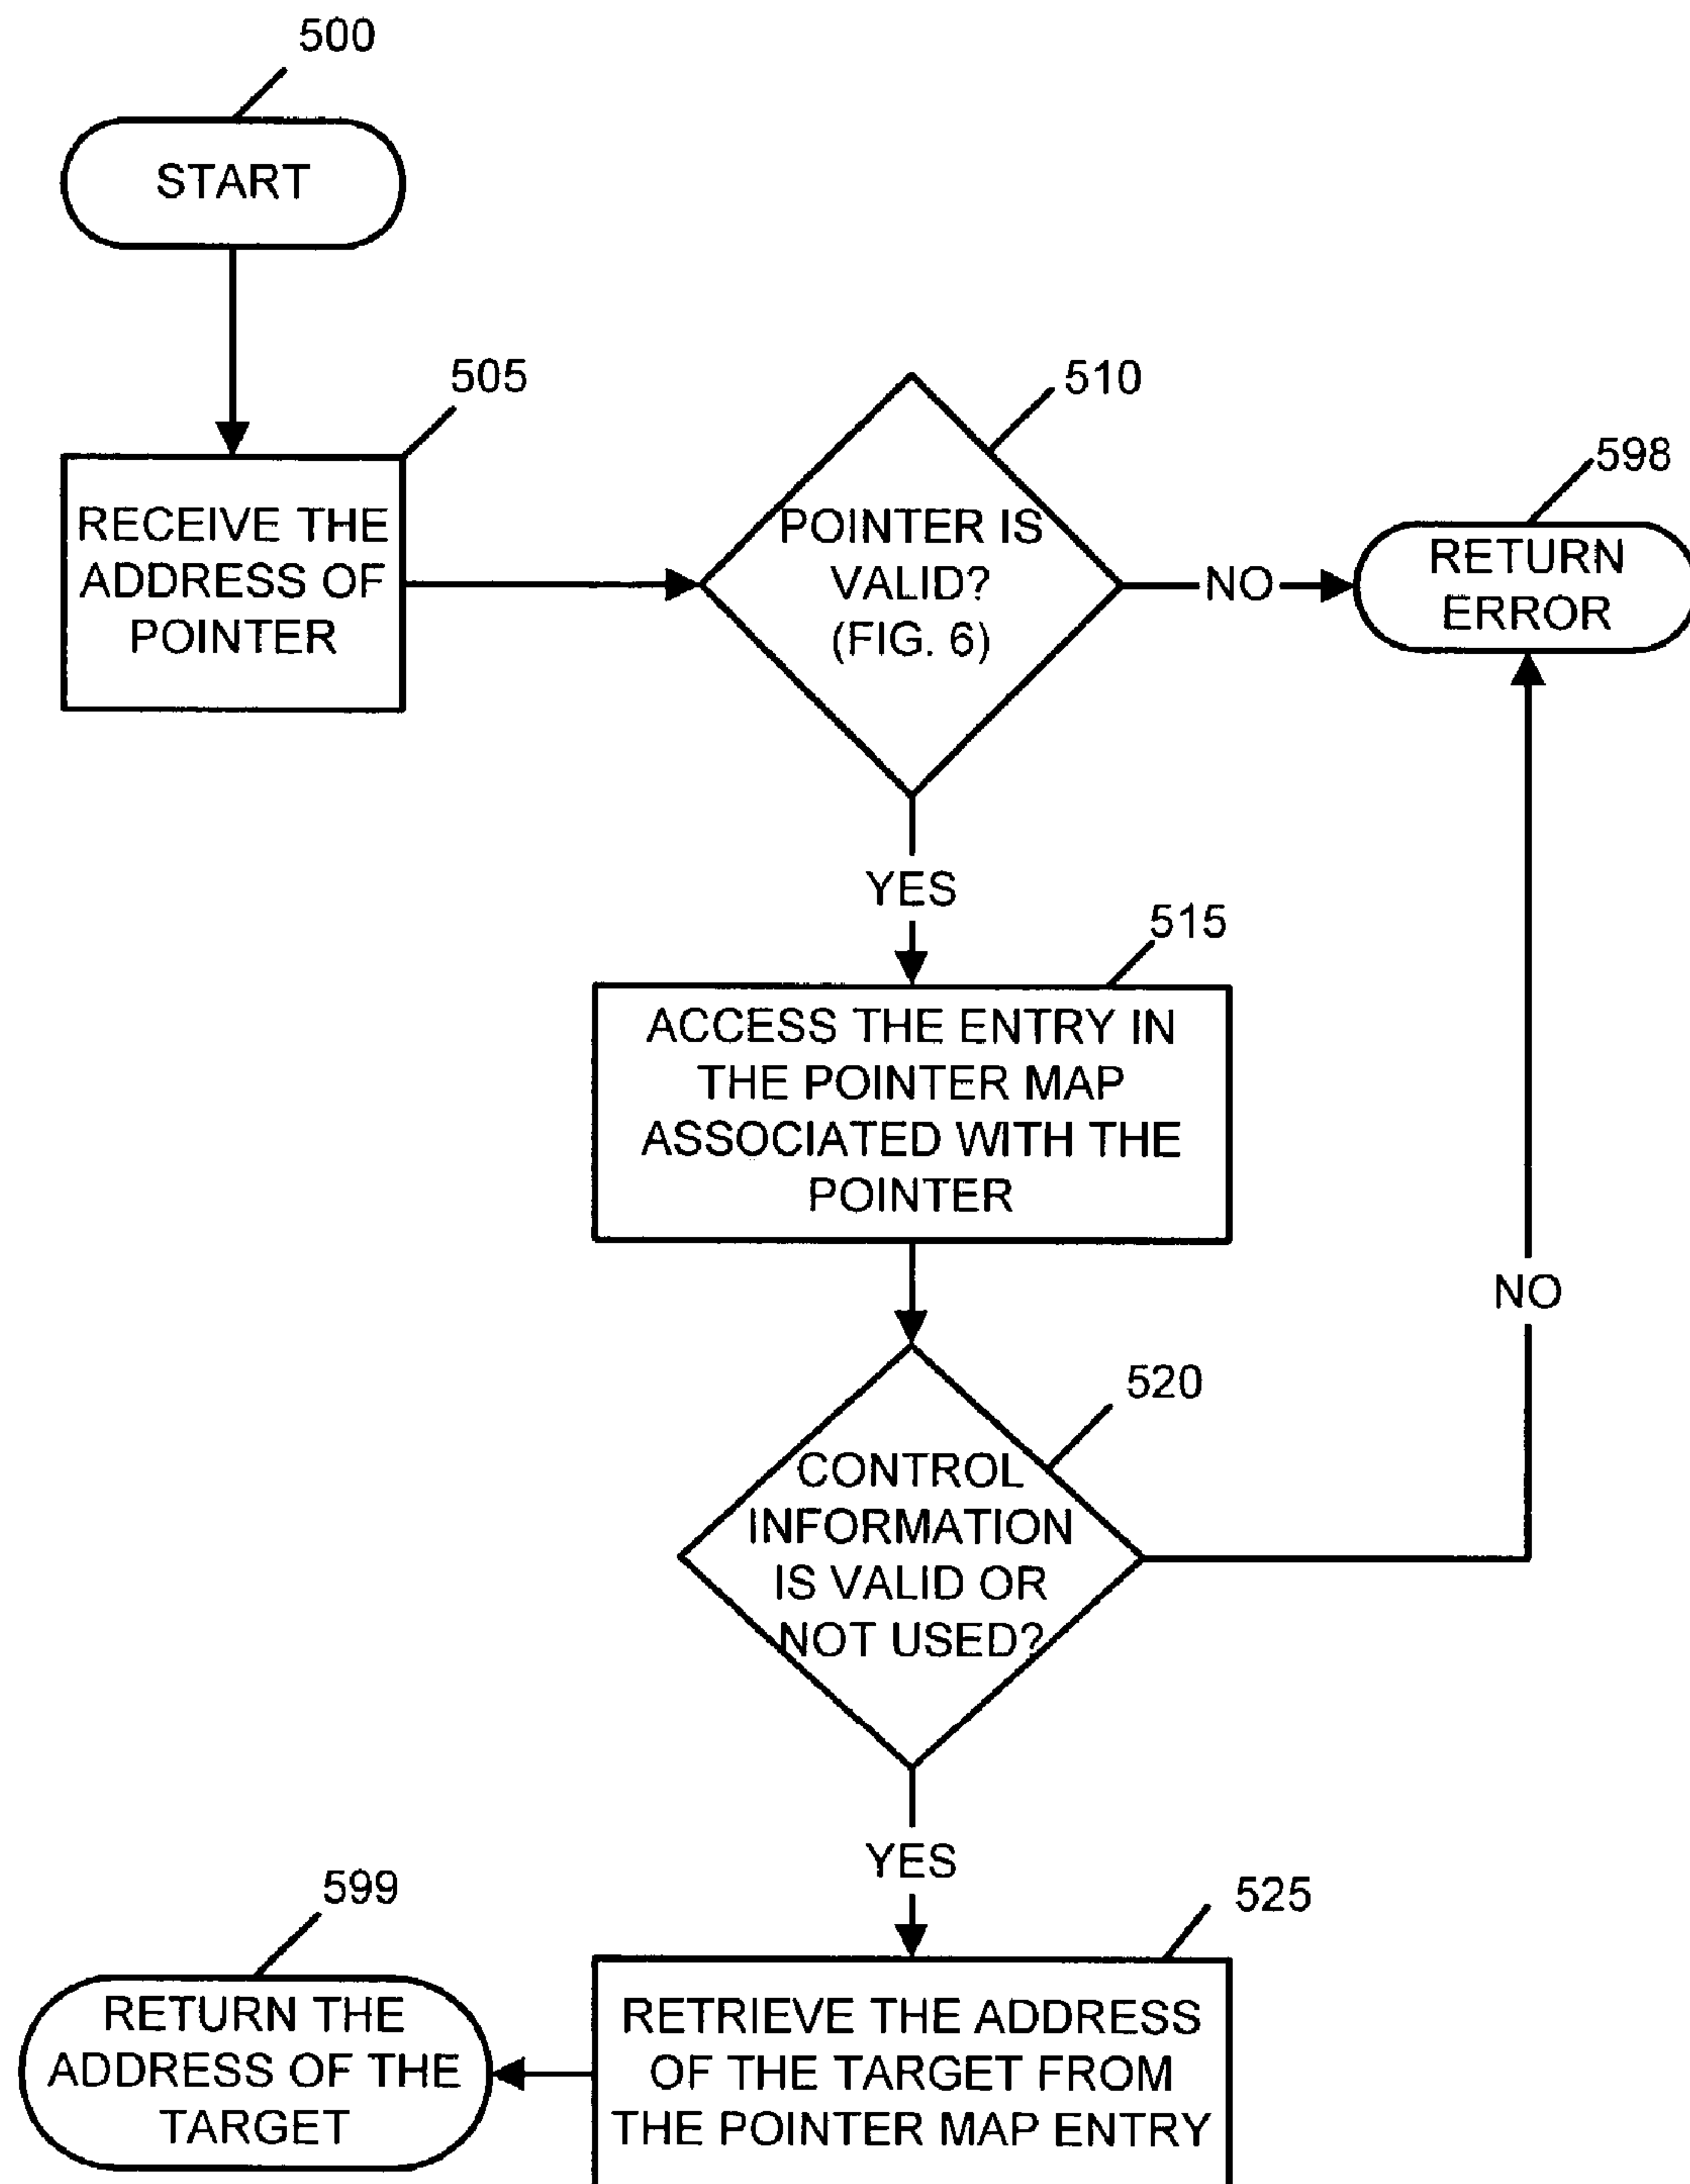 500
START
505
RECEIVE THE
ADDRESS OF
POINTER
510
POINTER IS
VALID?
(FIG. 6)
NO
598
RETURN
ERROR
YES
515
ACCESS THE ENTRY IN
THE POINTER MAP
ASSOCIATED WITH THE
POINTER
NO
520
CONTROL
INFORMATION
IS VALID OR
NOT USED?
YES
525
RETRIEVE THE ADDRESS
OF THE TARGET FROM
THE POINTER MAP ENTRY
599
RETURN THE
ADDRESS OF THE
TARGET